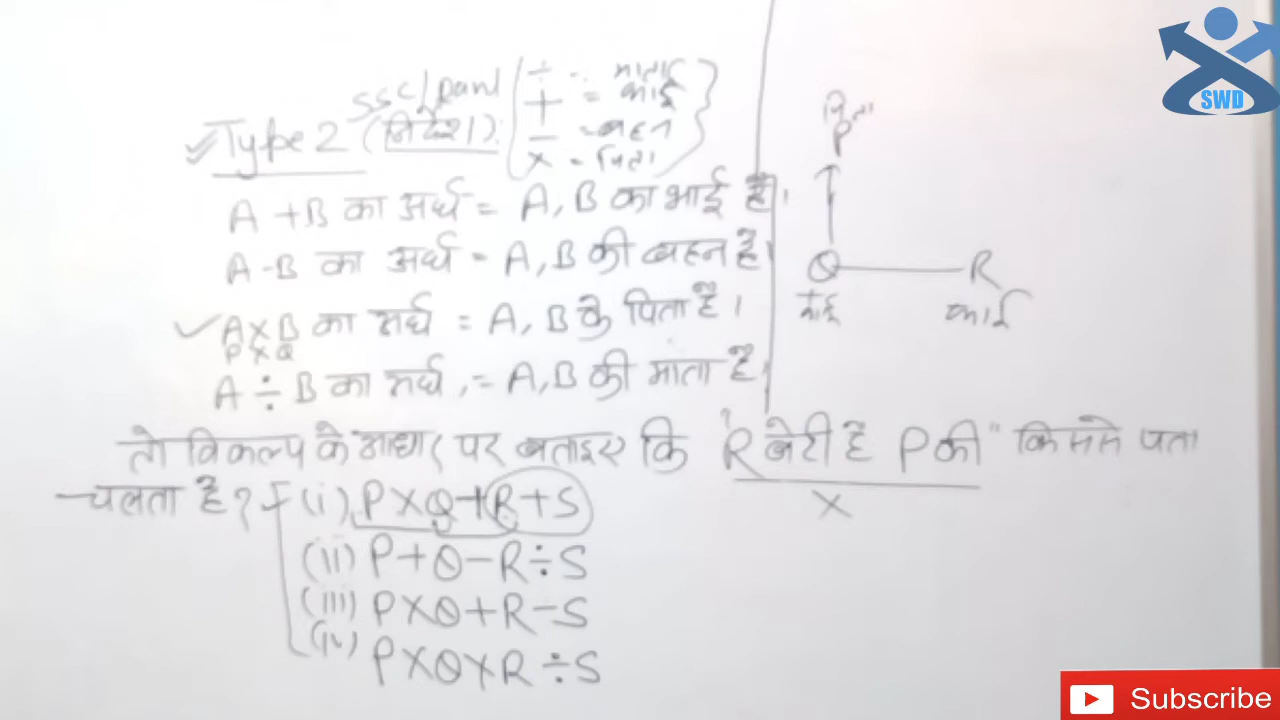 SSC/
÷ = माता
+ = भाई
- = बहन
x = पिता
Type 2 (निर्देश):
A + B का अर्थ = A, B का भाई है।
A - B का अर्थ = A, B की बहन है।
A x B का अर्थ = A, B के पिता है।
P x Q
A ÷ B का अर्थ, = A, B की माता है,
तो विकल्प के आधार पर बताइए कि "R बेटी है P की" किससे पता
चलता है?
(i) P x Q + R + S
(ii) P + Q - R ÷ S
(iii) P x Q + R - S
(iv) P x Q x R ÷ S
x
पिता
P
Q R
भाई भाई
SWD
Subscribe